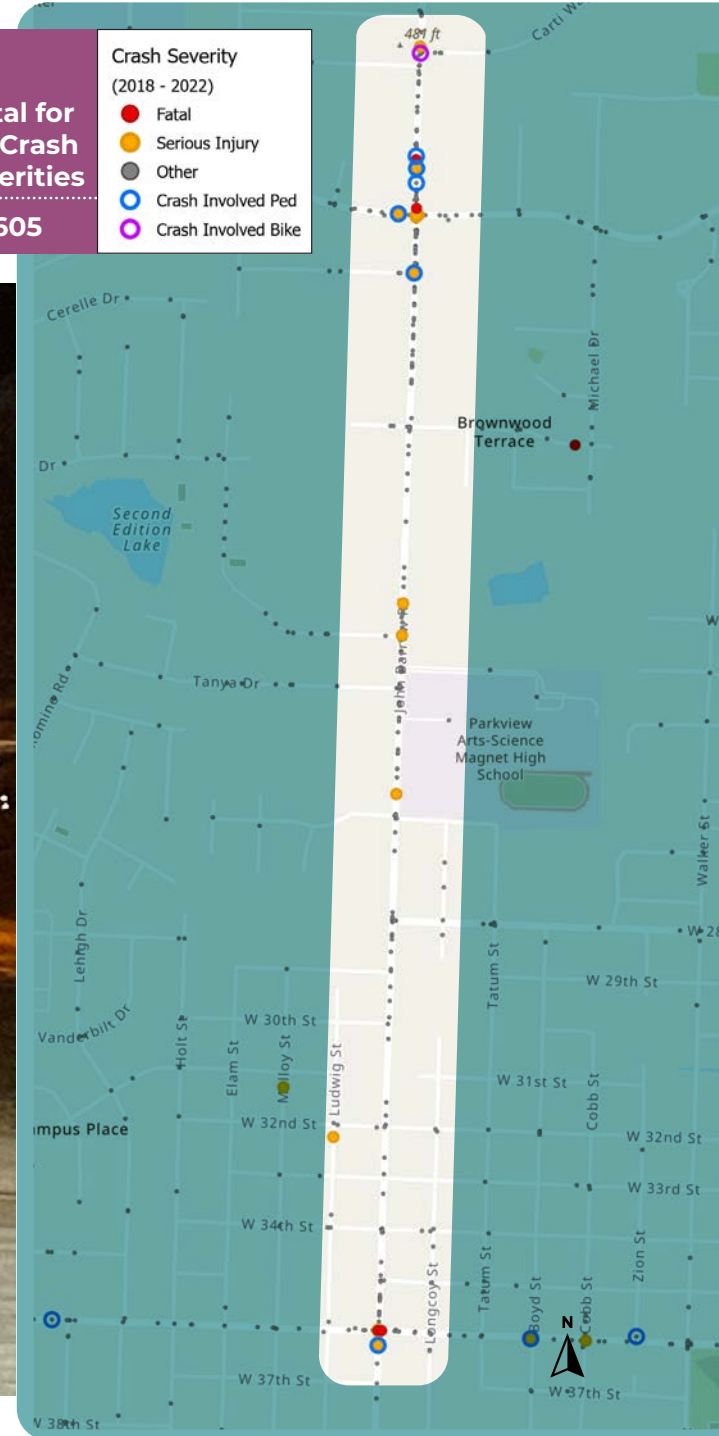 tal for
Crash
erities
605
Crash Severity
(2018 - 2022)
Fatal
Serious Injury
Other
Crash Involved Ped
Crash Involved Bike
481 ft
Cerelle Dr
Michael Dr
Brownwood
Terrace
Dr
Second
Edition
Lake
John Barrow
Tanya Dr
Romine Rd
Parkview
Arts-Science
Magnet High
School
Walker St
Lehigh Dr
Tatum St
W 28
W 29th St
W 30th St
Vanderbilt Dr
Holt St
Elam St
Malloy St
Ludwig St
W 31st St
Cobb St
ampus Place
W 32nd St
W 32nd St
W 33rd St
W 34th St
Zion St
Longcoy St
Tatum St
Boyd St
Cobb St
N
W 37th St
W 37th St
W 38th St